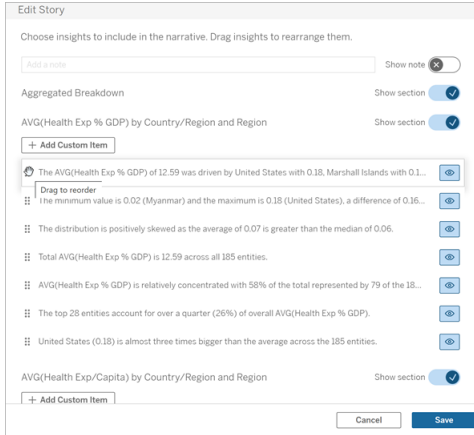 Edit Story
Choose insights to include in the narrative. Drag insights to rearrange them.
Add a note
Show note
Aggregated Breakdown
Show section
AVG(Health Exp % GDP) by Country/Region and Region
Show section
+ Add Custom Item
The AVG(Health Exp % GDP) of 12.59 was driven by United States with 0.18, Marshall Islands with 0.1...
Drag to reorder
The minimum value is 0.02 (Myanmar) and the maximum is 0.18 (United States), a difference of 0.16...
The distribution is positively skewed as the average of 0.07 is greater than the median of 0.06.
Total AVG(Health Exp % GDP) is 12.59 across all 185 entities.
AVG(Health Exp % GDP) is relatively concentrated with 58% of the total represented by 79 of the 18...
The top 28 entities account for over a quarter (26%) of overall AVG(Health Exp % GDP).
United States (0.18) is almost three times bigger than the average across the 185 entities.
AVG(Health Exp/Capita) by Country/Region and Region
Show section
+ Add Custom Item
Cancel
Save